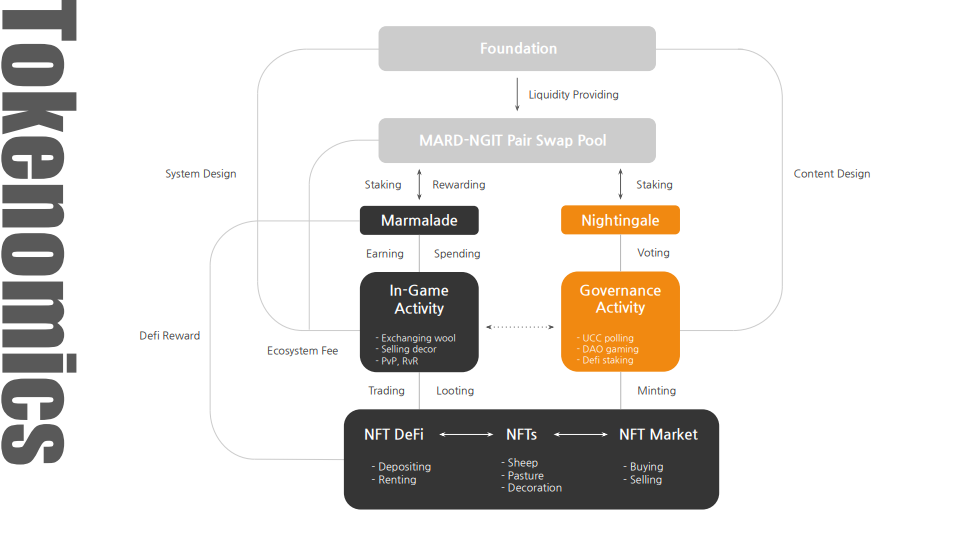 Tokenomics
Foundation
Liquidity Providing
MARD-NGIT Pair Swap Pool
System Design
Content Design
Staking
Rewarding
Staking
Marmalade
Nightingale
Earning
Spending
Voting
In-Game
Activity
- Exchanging wool
- Selling decor
- PvP, RvR
Governance
Activity
- UCC polling
- DAO gaming
- Defi staking
Defi Reward
Ecosystem Fee
Trading
Looting
Minting
NFT DeFi
- Depositing
- Renting
NFTs
- Sheep
- Pasture
- Decoration
NFT Market
- Buying
- Selling